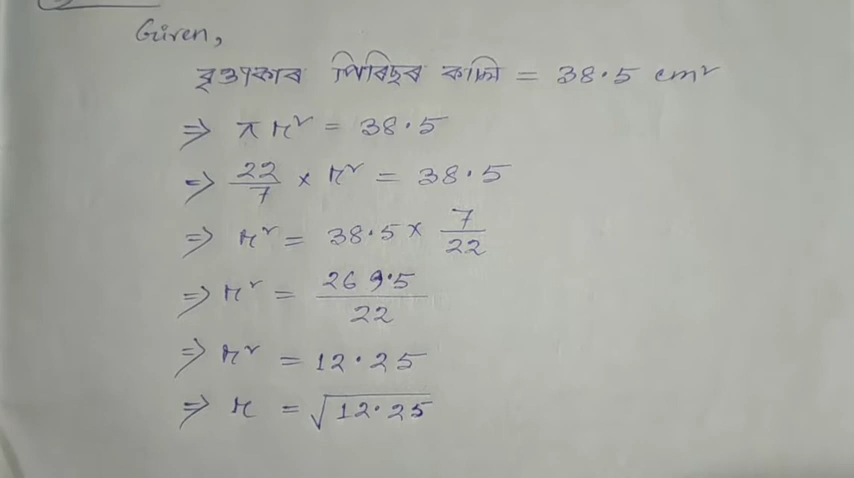 Given,
বৃত্তাকাৰ পিৰিছৰ কালি = 38.5 cm²
⇒ πr² = 38.5
⇒ 22/7 × r² = 38.5
⇒ r² = 38.5 × 7/22
⇒ r² = 269.5/22
⇒ r² = 12.25
⇒ r = √12.25